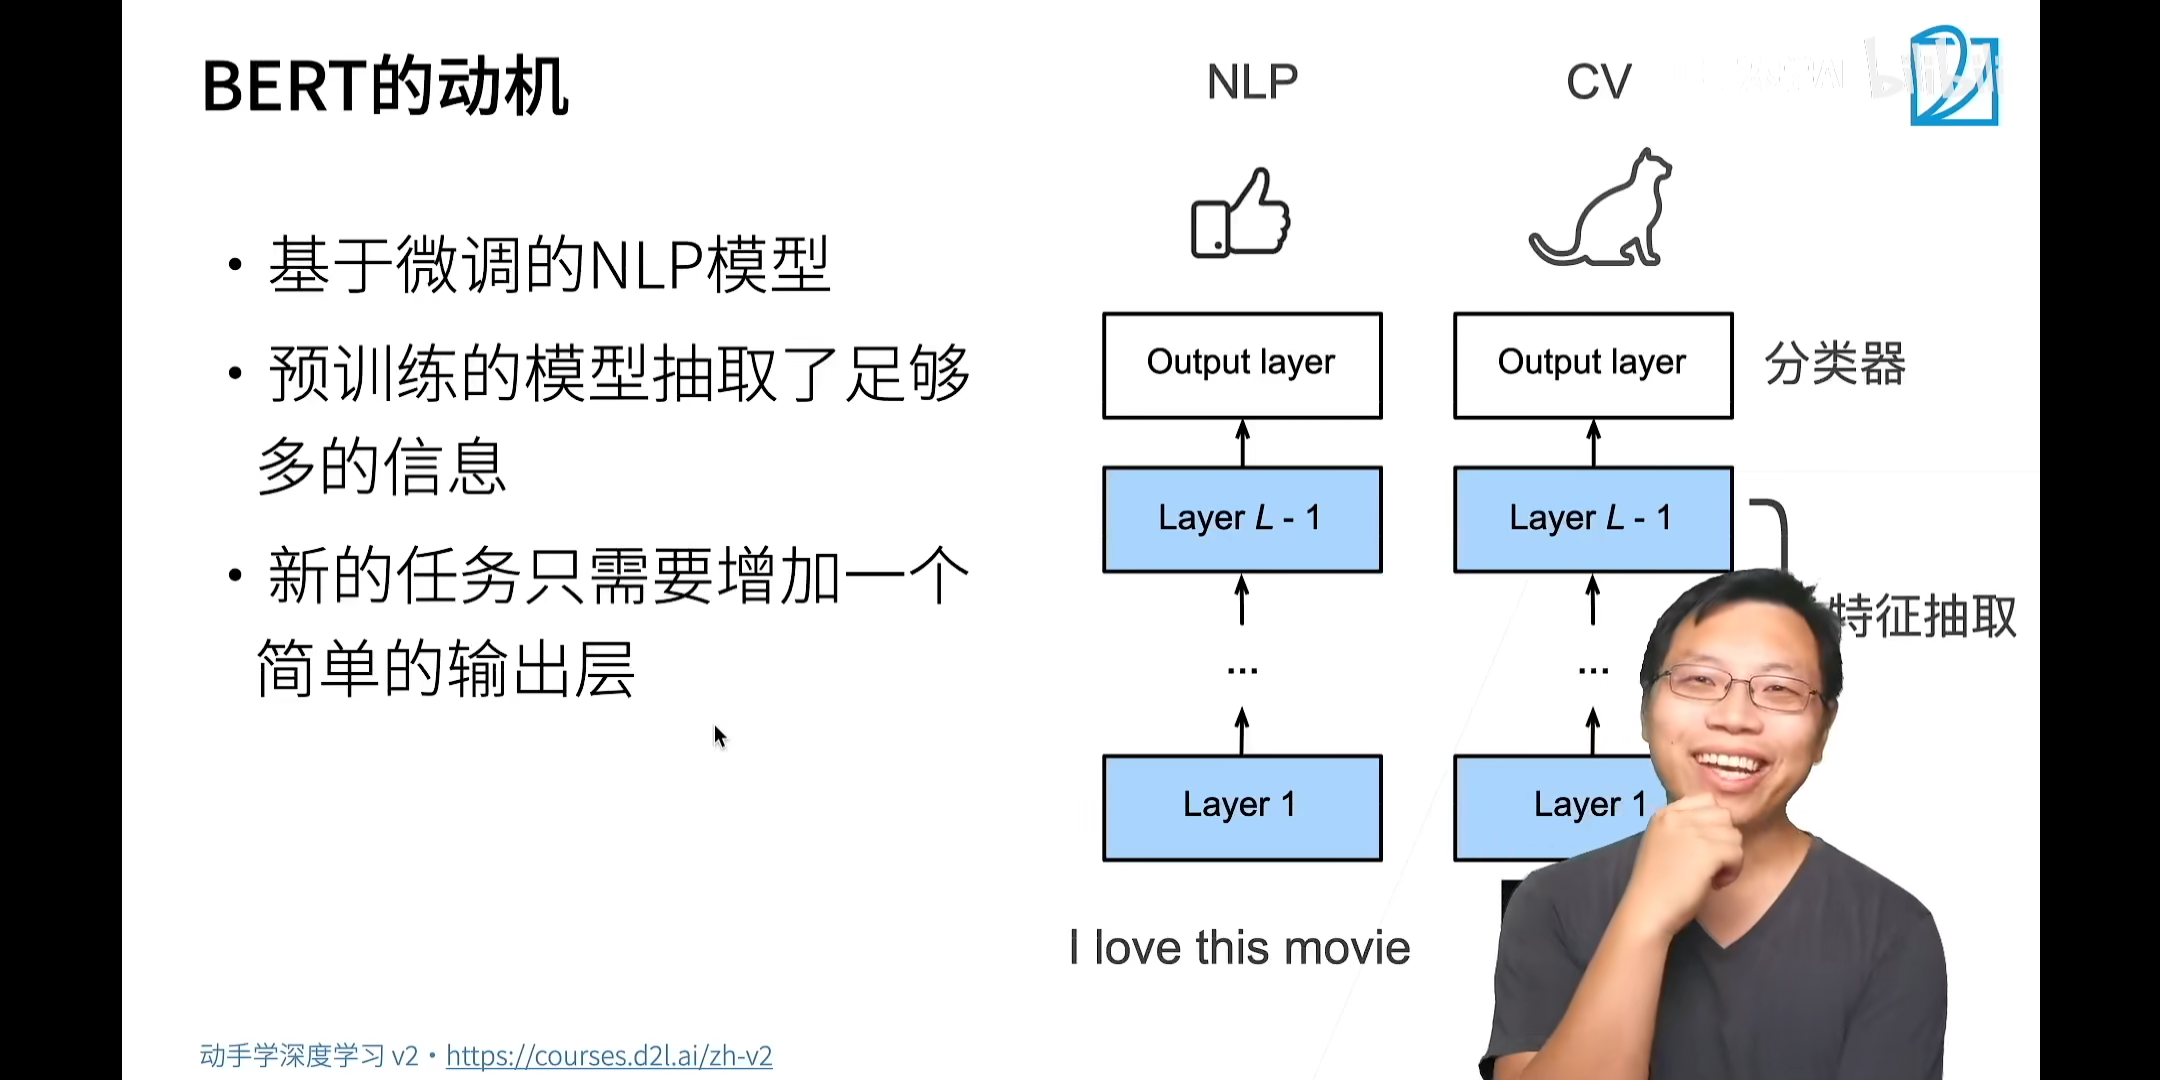 BERT的动机
• 基于微调的NLP模型
• 预训练的模型抽取了足够
多的信息
• 新的任务只需要增加一个
简单的输出层
NLP
CV
bilibili
Output layer
Output layer
分类器
Layer L - 1
Layer L - 1
特征抽取
...
...
Layer 1
Layer 1
I love this movie
动手学深度学习 v2 • https://courses.d2l.ai/zh-v2